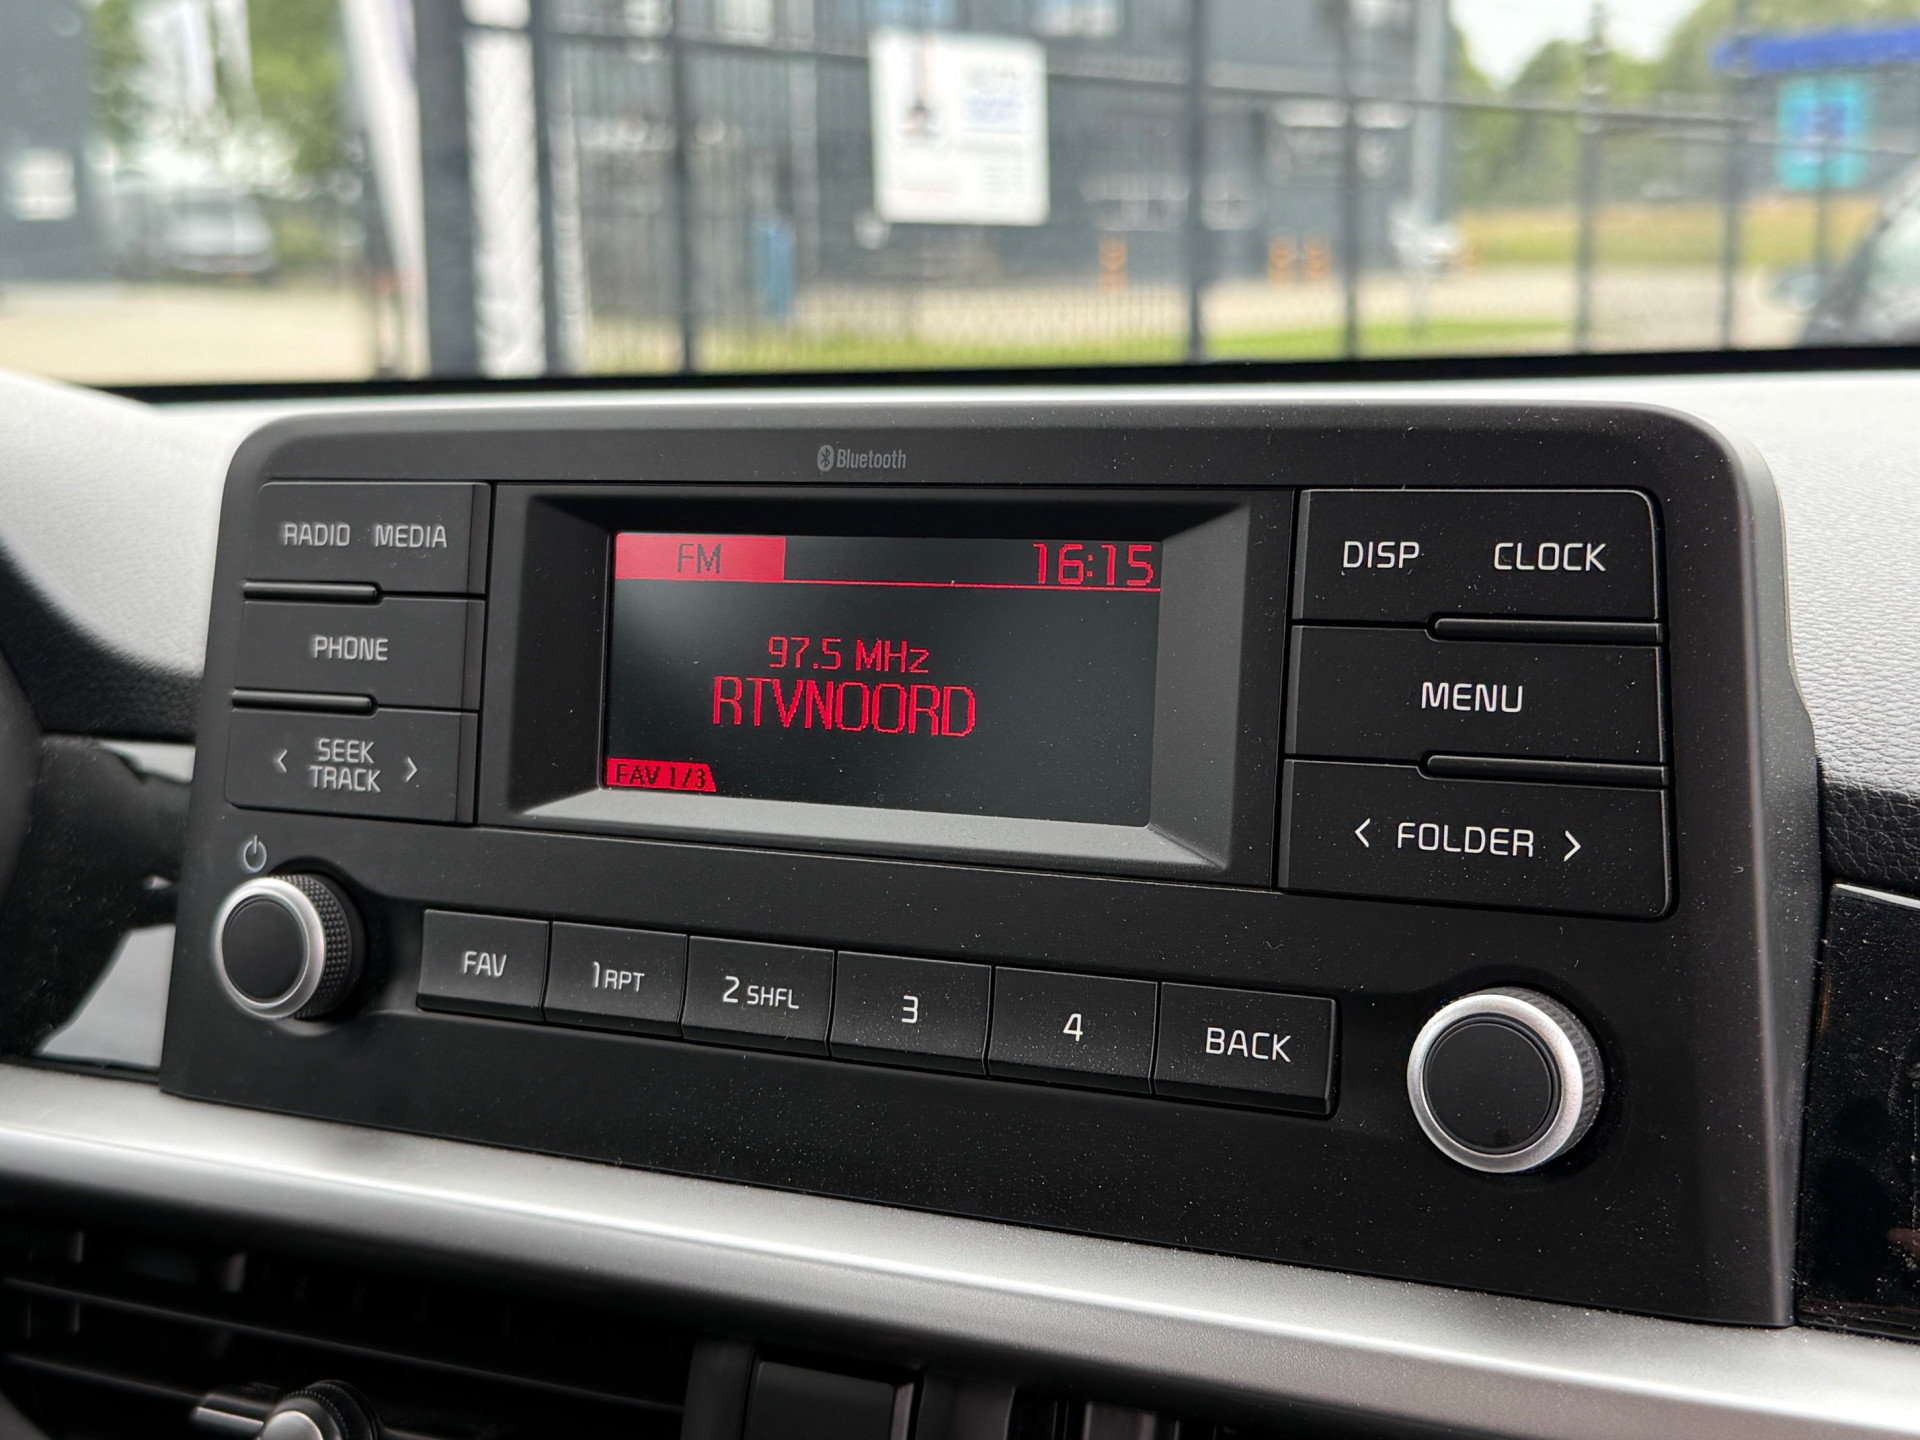 Bluetooth
RADIO MEDIA
PHONE
< SEEK TRACK >
FM 16:15
97.5 MHz
RTVNOORD
FAV 1/3
DISP CLOCK
MENU
< FOLDER >
FAV 1 RPT 2 SHFL 3 4 BACK